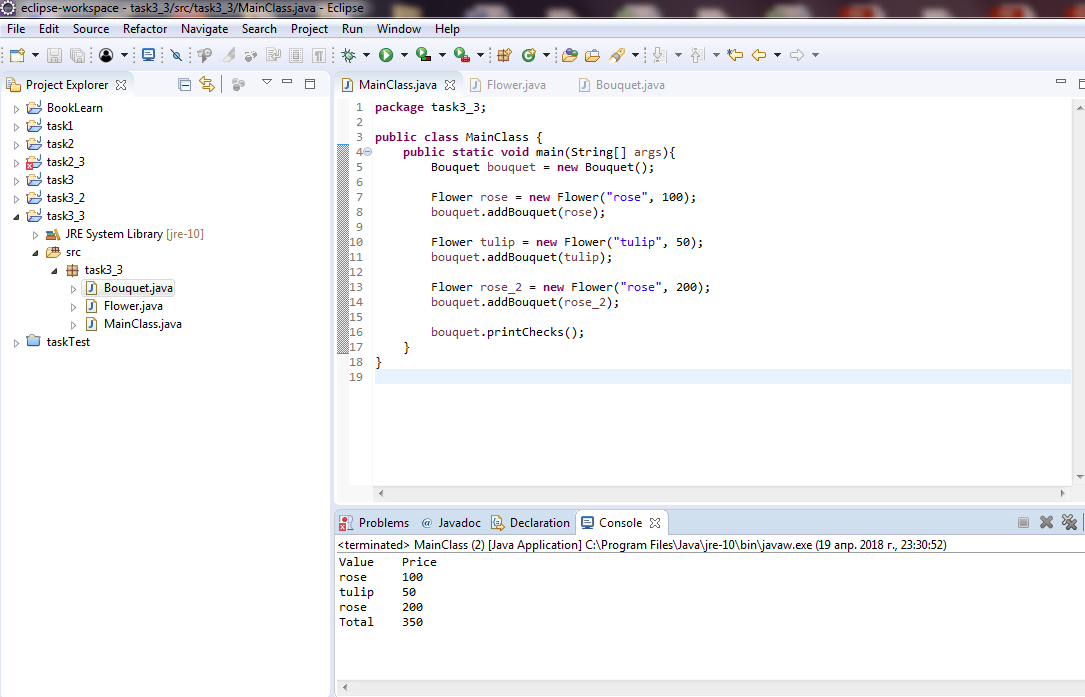 eclipse-workspace - task3_3/src/task3_3/MainClass.java - Eclipse
File Edit Source Refactor Navigate Search Project Run Window Help
Project Explorer
BookLearn
task1
task2
task2_3
task3
task3_2
task3_3
JRE System Library [jre-10]
src
task3_3
Bouquet.java
Flower.java
MainClass.java
taskTest
MainClass.java Flower.java Bouquet.java
1 package task3_3;
2
3 public class MainClass {
4 public static void main(String[] args){
5 Bouquet bouquet = new Bouquet();
6
7 Flower rose = new Flower("rose", 100);
8 bouquet.addBouquet(rose);
9
10 Flower tulip = new Flower("tulip", 50);
11 bouquet.addBouquet(tulip);
12
13 Flower rose_2 = new Flower("rose", 200);
14 bouquet.addBouquet(rose_2);
15
16 bouquet.printChecks();
17 }
18 }
19
Problems @ Javadoc Declaration Console
<terminated> MainClass (2) [Java Application] C:\Program Files\Java\jre-10\bin\javaw.exe (19 апр. 2018 г., 23:30:52)
Value Price
rose 100
tulip 50
rose 200
Total 350